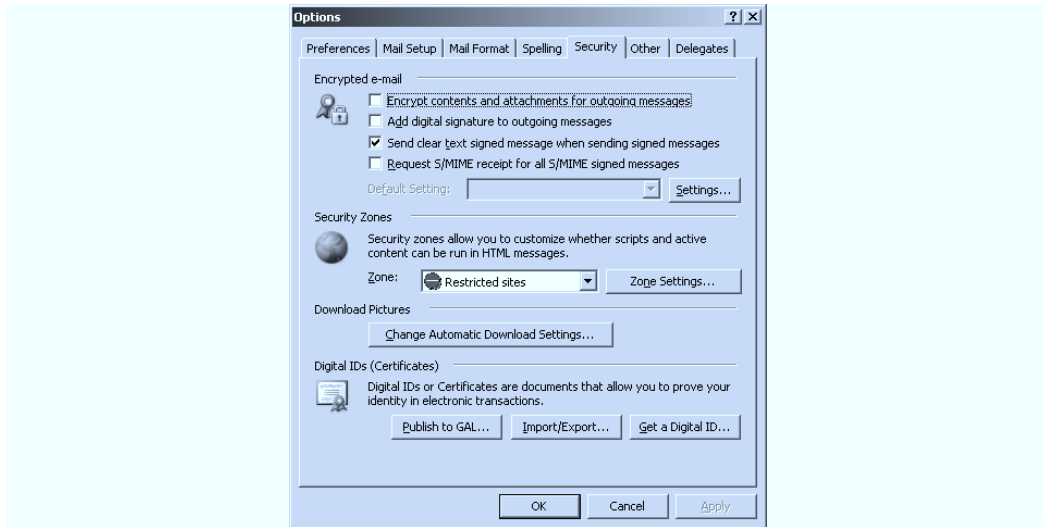 Options
Preferences Mail Setup Mail Format Spelling Security Other Delegates
Encrypted e-mail
Encrypt contents and attachments for outgoing messages
Add digital signature to outgoing messages
Send clear text signed message when sending signed messages
Request S/MIME receipt for all S/MIME signed messages
Default Setting: Settings...
Security Zones
Security zones allow you to customize whether scripts and active
content can be run in HTML messages.
Zone: Restricted sites Zone Settings...
Download Pictures
Change Automatic Download Settings...
Digital IDs (Certificates)
Digital IDs or Certificates are documents that allow you to prove your
identity in electronic transactions.
Publish to GAL... Import/Export... Get a Digital ID...
OK Cancel Apply